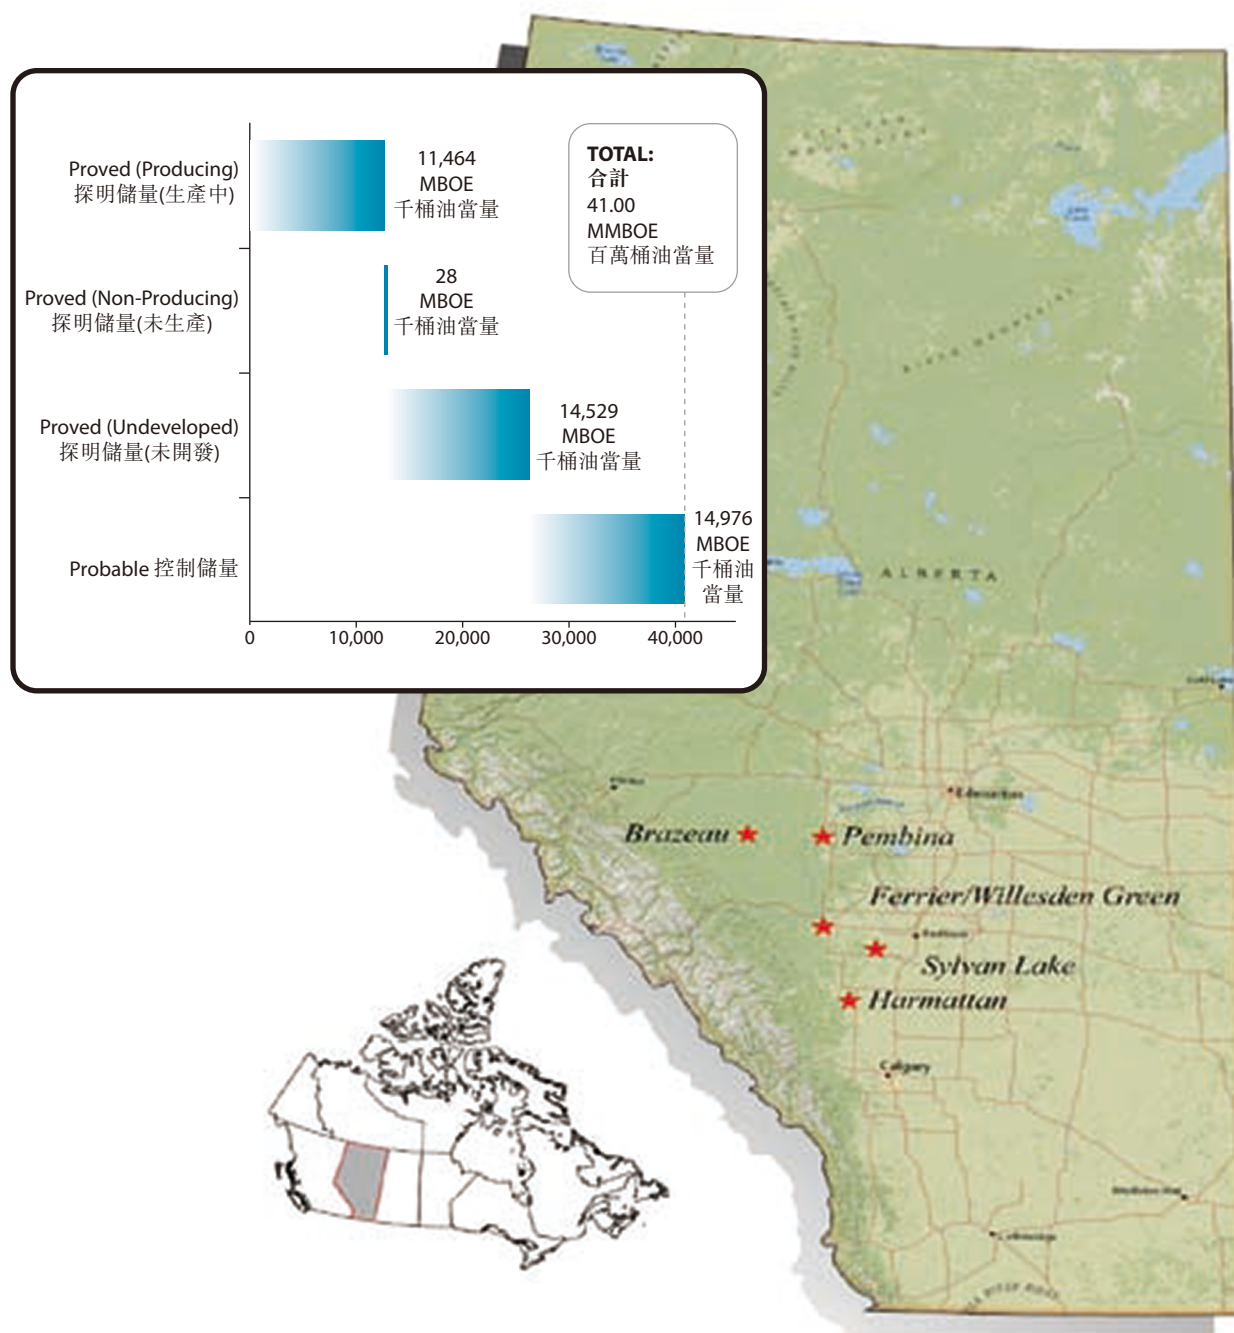 Proved (Producing)
探明儲量(生產中)
11,464
MBOE
千桶油當量
TOTAL:
合計
41.00
MMBOE
百萬桶油當量
Proved (Non-Producing)
探明儲量(未生產)
28
MBOE
千桶油當量
Proved (Undeveloped)
探明儲量(未開發)
14,529
MBOE
千桶油當量
Probable 控制儲量
14,976
MBOE
千桶油
當量
0 10,000 20,000 30,000 40,000
ALBERTA
Edmonton
Brazeau
Pembina
Ferrier/Willesden Green
Sylvan Lake
Harmattan
Calgary